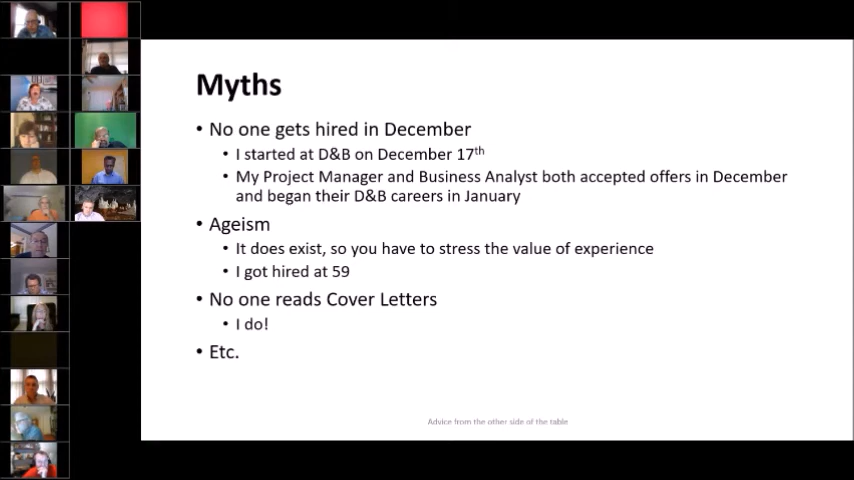 Myths
• No one gets hired in December
• I started at D&B on December 17th
• My Project Manager and Business Analyst both accepted offers in December
and began their D&B careers in January
• Ageism
• It does exist, so you have to stress the value of experience
• I got hired at 59
• No one reads Cover Letters
• I do!
• Etc.
Advice from the other side of the table